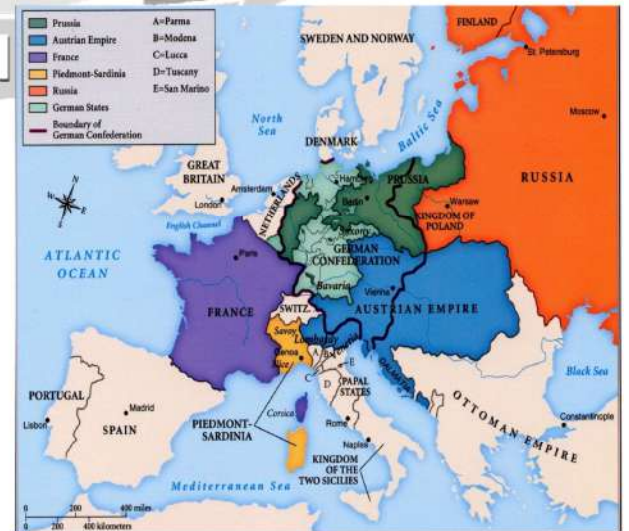 Prussia
Austrian Empire
France
Piedmont-Sardinia
Russia
German States
Boundary of
German Confederation
A=Parma
B=Modena
C=Lucca
D=Tuscany
E=San Marino
FINLAND
SWEDEN AND NORWAY
St. Petersburg
Moscow
North
Sea
Baltic Sea
DENMARK
GREAT
BRITAIN
Amsterdam
London
NETHERLANDS
Hamburg
PRUSSIA
Berlin
RUSSIA
Warsaw
KINGDOM OF
POLAND
N
W
E
S
English Channel
Saxony
GERMAN
CONFEDERATION
ATLANTIC
OCEAN
Paris
Bavaria
Vienna
FRANCE
SWITZ.
AUSTRIAN EMPIRE
Savoy
Lombardy
Venetia
Genoa
Nice
A
B
C
D
E
DALMATIA
PAPAL
STATES
Black Sea
PORTUGAL
Madrid
Lisbon
SPAIN
Corsica
PIEDMONT-
SARDINIA
Rome
Naples
OTTOMAN EMPIRE
Constantinople
KINGDOM
OF THE
TWO SICILIES
Mediterranean Sea
0 200 400 miles
0 200 400 kilometers